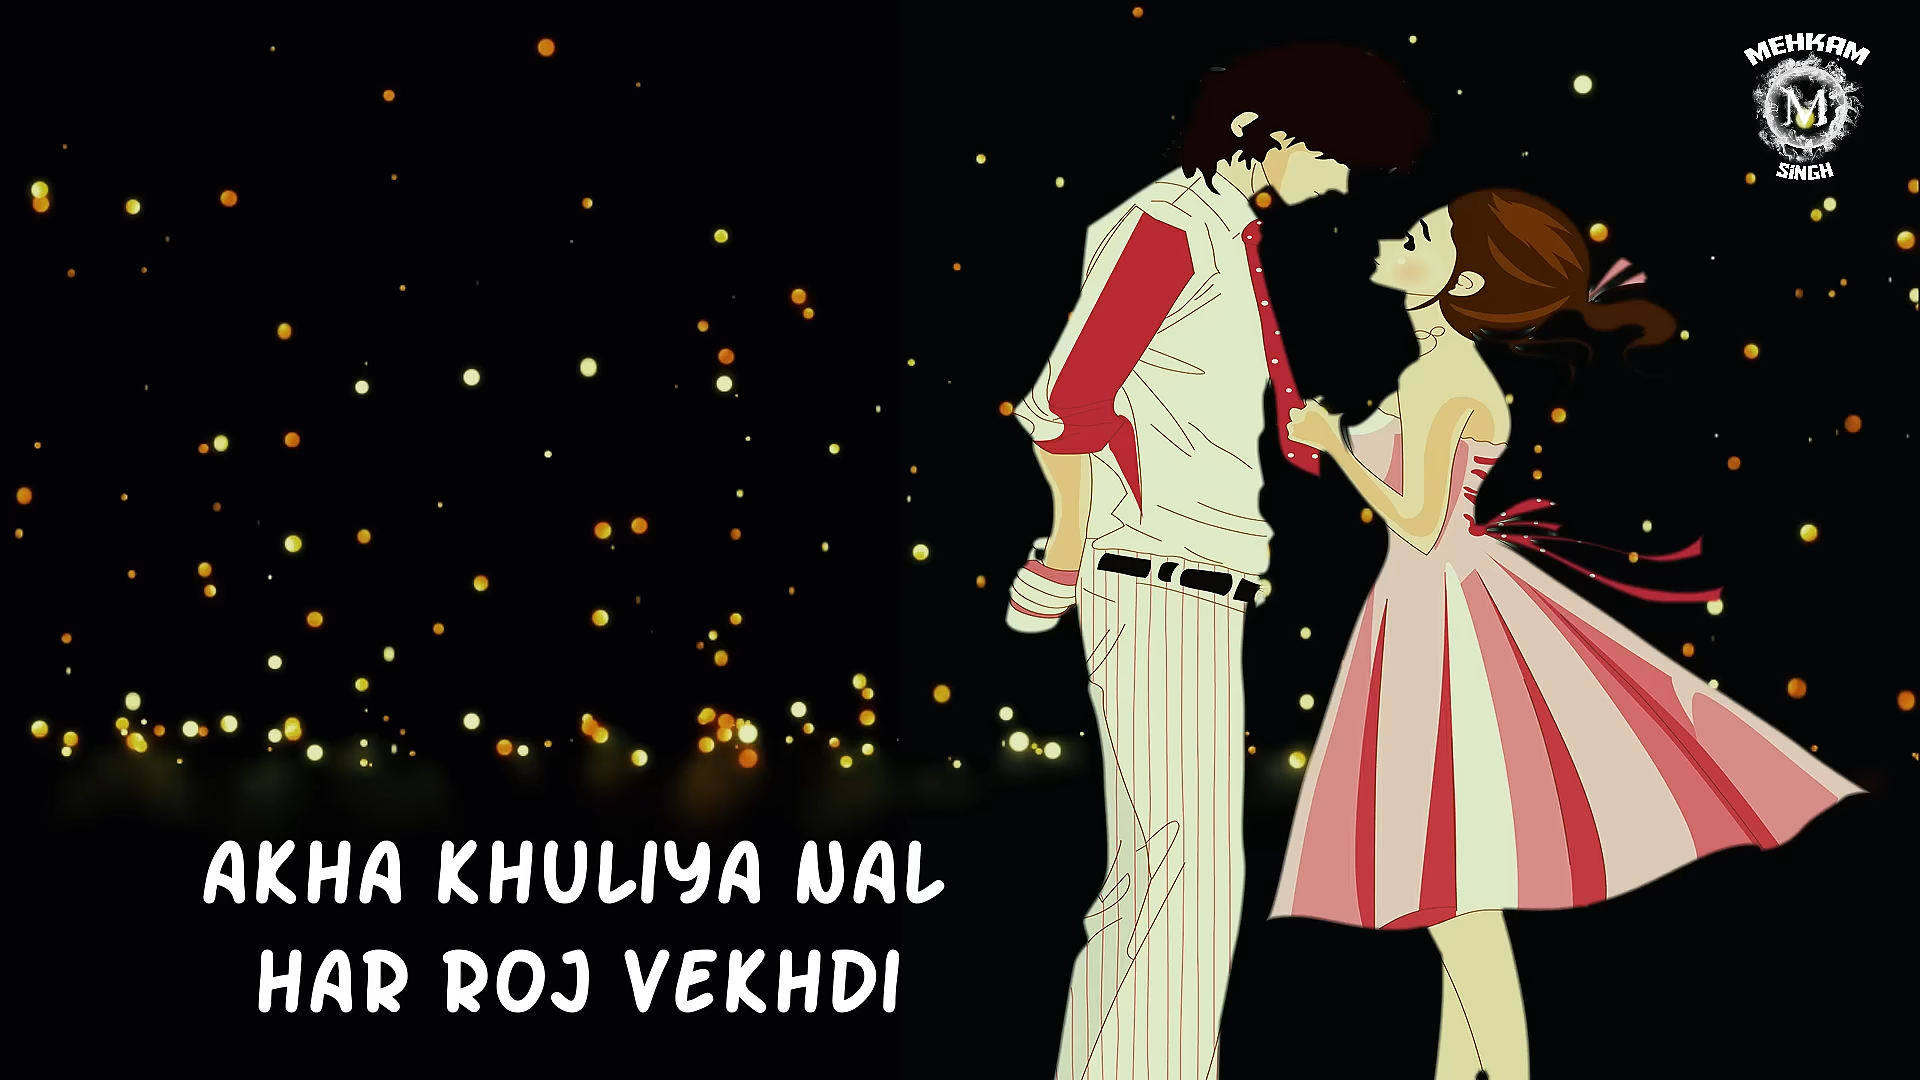 MEHKAM
M
SINGH
AKHA KHULIYA NAL
HAR ROJ VEKHDI